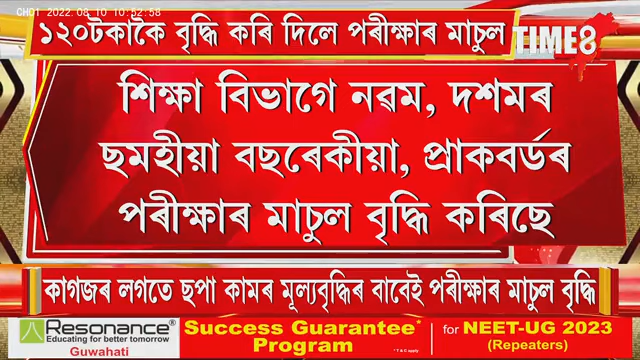 CH01 2022.08.10 10:52:58
১২০টকাকৈ বৃদ্ধি কৰি দিলে পৰীক্ষাৰ মাচুল
TIME8
শিক্ষা বিভাগে নৱম, দশমৰ
ছমহীয়া বছৰেকীয়া, প্ৰাকবৰ্ডৰ
পৰীক্ষাৰ মাচুল বৃদ্ধি কৰিছে
কাগজৰ লগতে ছপা কামৰ মূল্যবৃদ্ধিৰ বাবেই পৰীক্ষাৰ মাচুল বৃদ্ধি
Resonance®
Educating for better tomorrow
Guwahati
Success Guarantee*
Program
* T & C apply
for NEET-UG 2023
(Repeaters)